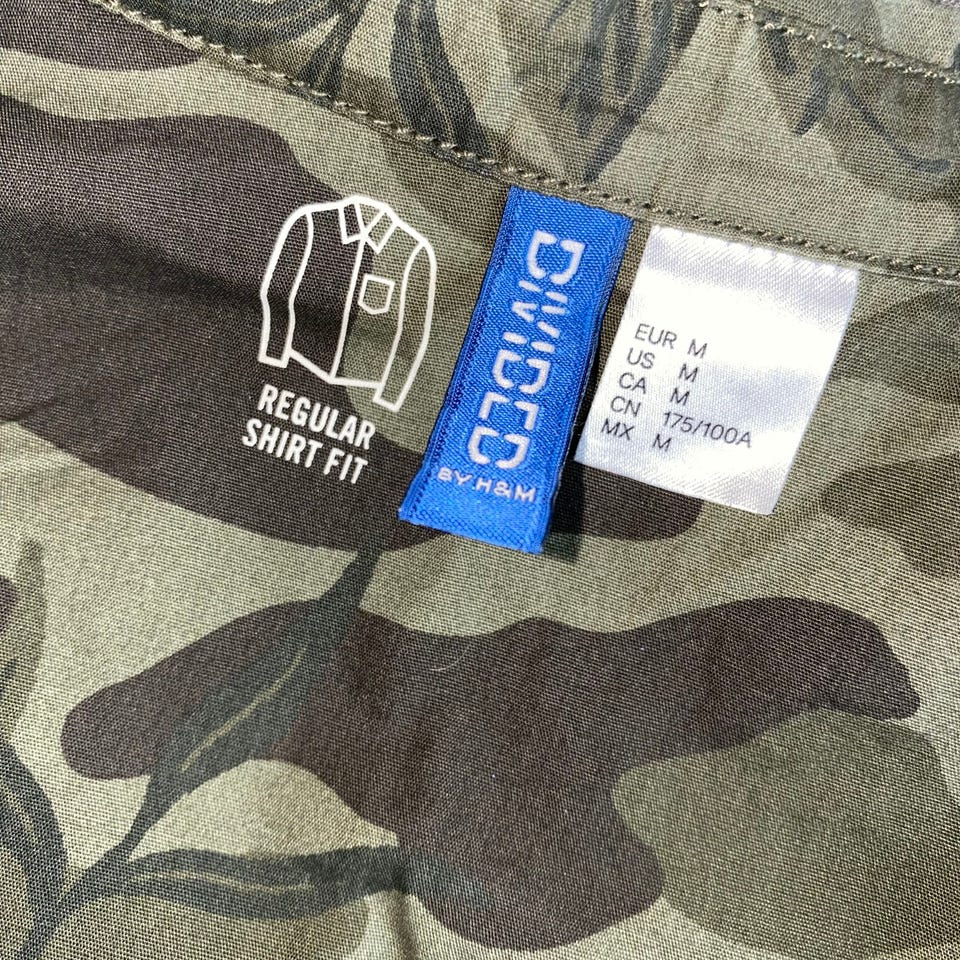 REGULAR
SHIRT FIT
DIVIDED
BY H&M
EUR M
US M
CA M
CN 175/100A
MX M